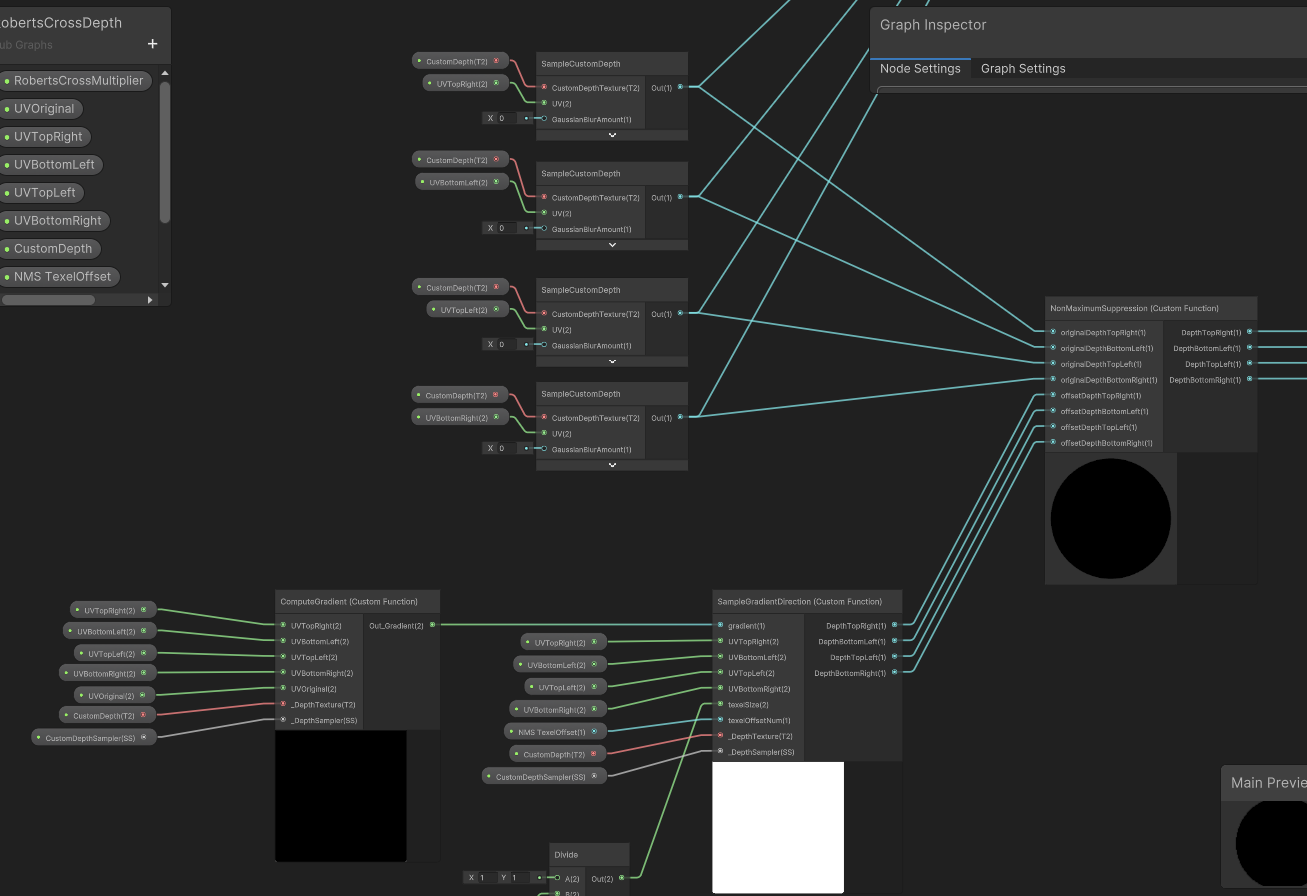 obertsCrossDepth
ub Graphs
+
RobertsCrossMultiplier
UVOriginal
UVTopRight
UVBottomLeft
UVTopLeft
UVBottomRight
CustomDepth
NMS TexelOffset
Graph Inspector
Node Settings Graph Settings
CustomDepth(T2)
UVTopRight(2)
X 0
SampleCustomDepth
CustomDepthTexture(T2) Out(1)
UV(2)
GaussianBlurAmount(1)
CustomDepth(T2)
UVBottomLeft(2)
X 0
SampleCustomDepth
CustomDepthTexture(T2) Out(1)
UV(2)
GaussianBlurAmount(1)
CustomDepth(T2)
UVTopLeft(2)
X 0
SampleCustomDepth
CustomDepthTexture(T2) Out(1)
UV(2)
GaussianBlurAmount(1)
CustomDepth(T2)
UVBottomRight(2)
X 0
SampleCustomDepth
CustomDepthTexture(T2) Out(1)
UV(2)
GaussianBlurAmount(1)
NonMaximumSuppression (Custom Function)
originalDepthTopRight(1) DepthTopRight(1)
originalDepthBottomLeft(1) DepthBottomLeft(1)
originalDepthTopLeft(1) DepthTopLeft(1)
originalDepthBottomRight(1) DepthBottomRight(1)
offsetDepthTopRight(1)
offsetDepthBottomLeft(1)
offsetDepthTopLeft(1)
offsetDepthBottomRight(1)
UVTopRight(2)
UVBottomLeft(2)
UVTopLeft(2)
UVBottomRight(2)
UVOriginal(2)
CustomDepth(T2)
CustomDepthSampler(SS)
ComputeGradient (Custom Function)
UVTopRight(2) Out_Gradient(2)
UVBottomLeft(2)
UVTopLeft(2)
UVBottomRight(2)
UVOriginal(2)
_DepthTexture(T2)
_DepthSampler(SS)
UVTopRight(2)
UVBottomLeft(2)
UVTopLeft(2)
UVBottomRight(2)
NMS TexelOffset(1)
CustomDepth(T2)
CustomDepthSampler(SS)
SampleGradientDirection (Custom Function)
gradient(1) DepthTopRight(1)
UVTopRight(2) DepthBottomLeft(1)
UVBottomLeft(2) DepthTopLeft(1)
UVTopLeft(2) DepthBottomRight(1)
UVBottomRight(2)
texelSize(2)
texelOffsetNum(1)
_DepthTexture(T2)
_DepthSampler(SS)
Divide
X 1 Y 1 A(2) Out(2)
B(2)
Main Previe